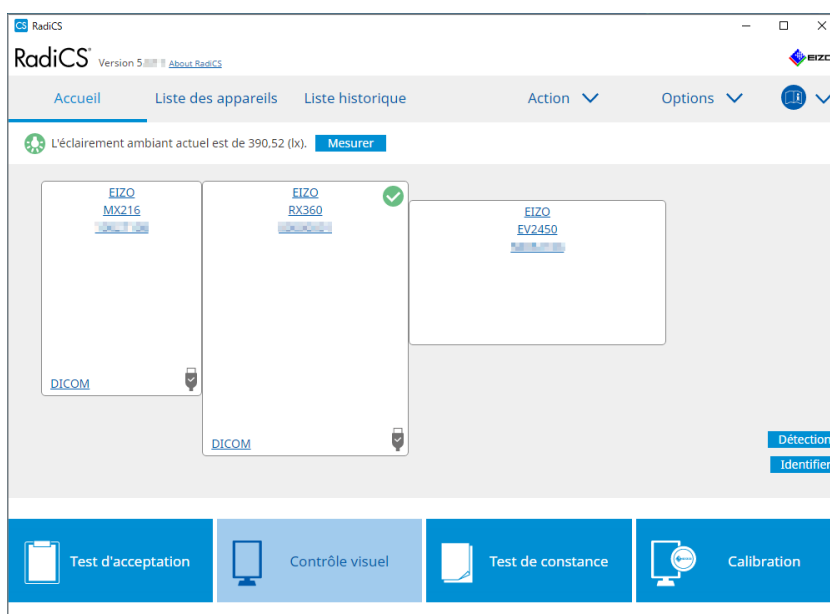 CS RadiCS
RadiCS® Version 5. About RadiCS
EIZO
Accueil Liste des appareils Liste historique Action Options
L'éclairement ambiant actuel est de 390,52 (lx). Mesurer
EIZO
MX216
DICOM
EIZO
RX360
DICOM
EIZO
EV2450
Détection
Identifier
Test d'acceptation Contrôle visuel Test de constance Calibration